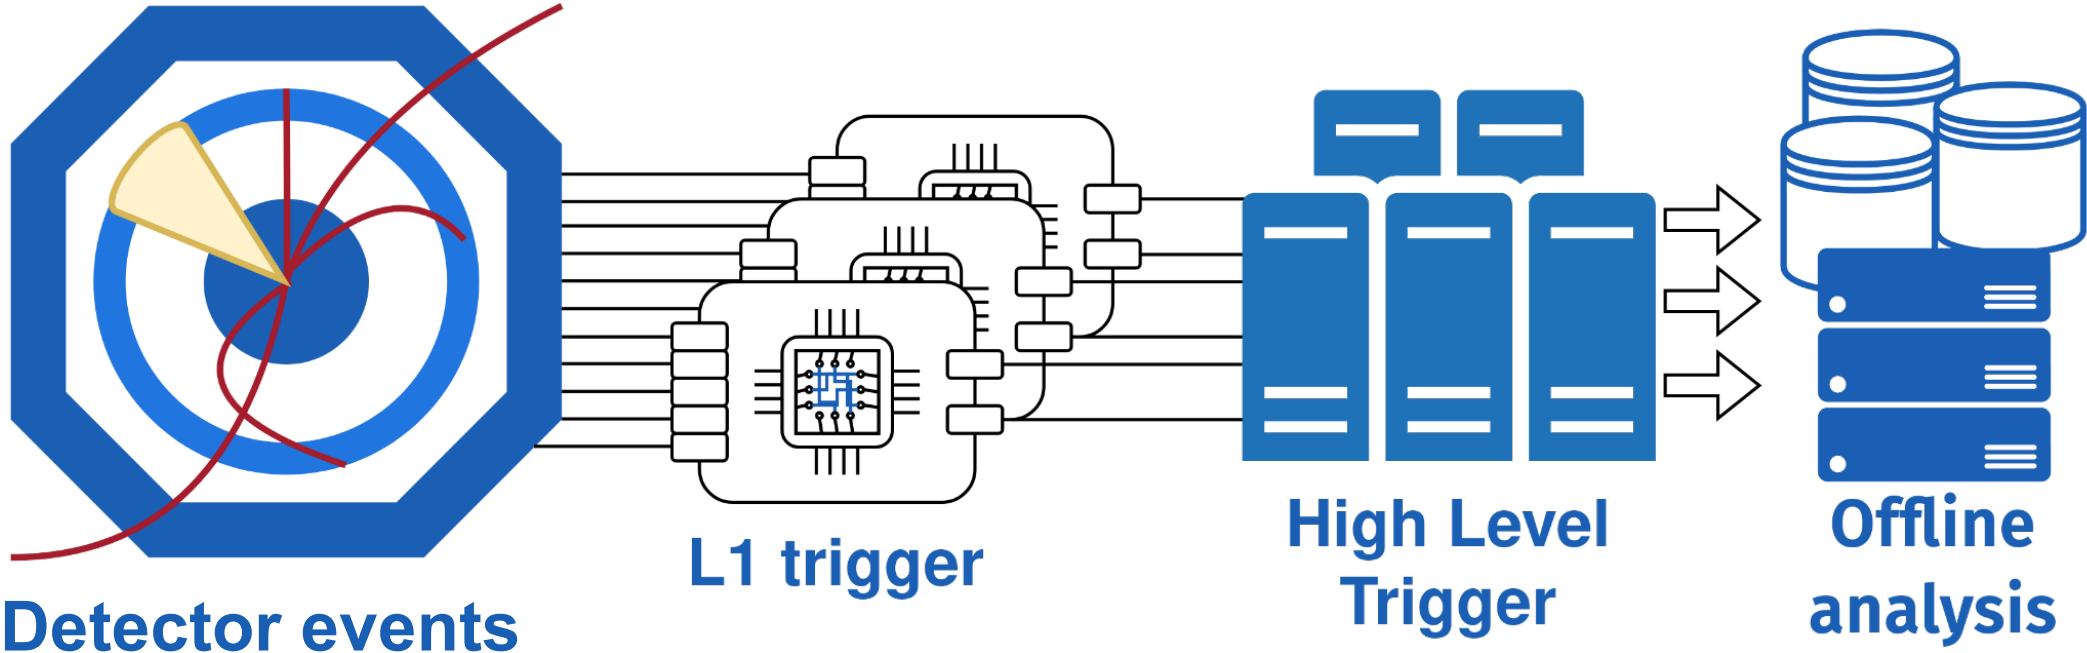 Detector events
L1 trigger
High Level
Trigger
Offline
analysis